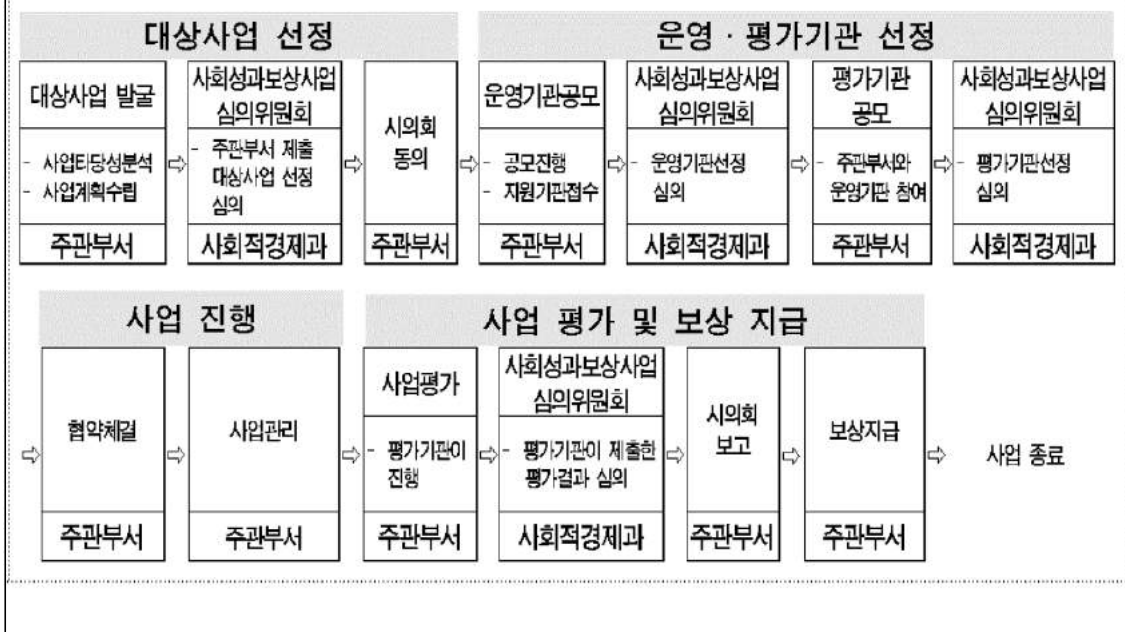 대상사업 선정
운영 · 평가기관 선정
대상사업 발굴
- 사업타당성분석
- 사업계획수립
주관부서
⇨
사회성과보상사업
심의위원회
- 주관부서 제출
대상사업 선정
심의
사회적경제과
⇨
시의회
동의
주관부서
⇨
운영기관공모
- 공모진행
- 지원기관접수
주관부서
⇨
사회성과보상사업
심의위원회
- 운영기관선정
심의
사회적경제과
⇨
평가기관
공모
- 주관부서와
운영기관 참여
주관부서
⇨
사회성과보상사업
심의위원회
- 평가기관선정
심의
사회적경제과
사업 진행
사업 평가 및 보상 지급
⇨
협약체결
주관부서
⇨
사업관리
주관부서
⇨
사업평가
- 평가기관이
진행
주관부서
⇨
사회성과보상사업
심의위원회
- 평가기관이 제출한
평가결과 심의
사회적경제과
⇨
시의회
보고
주관부서
⇨
보상지급
주관부서
⇨
사업 종료